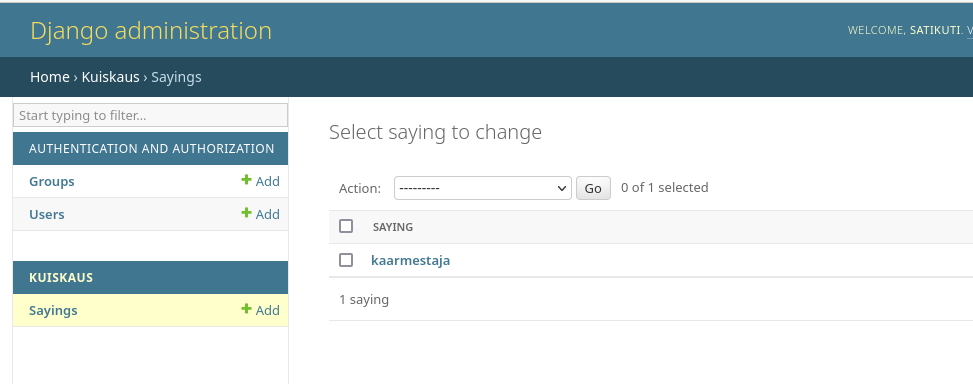 Django administration
WELCOME, SATIKUTI.
Home › Kuiskaus › Sayings
Start typing to filter...
AUTHENTICATION AND AUTHORIZATION
Groups + Add
Users + Add
KUISKAUS
Sayings + Add
Select saying to change
Action: --------- Go 0 of 1 selected
SAYING
kaarmestaja
1 saying